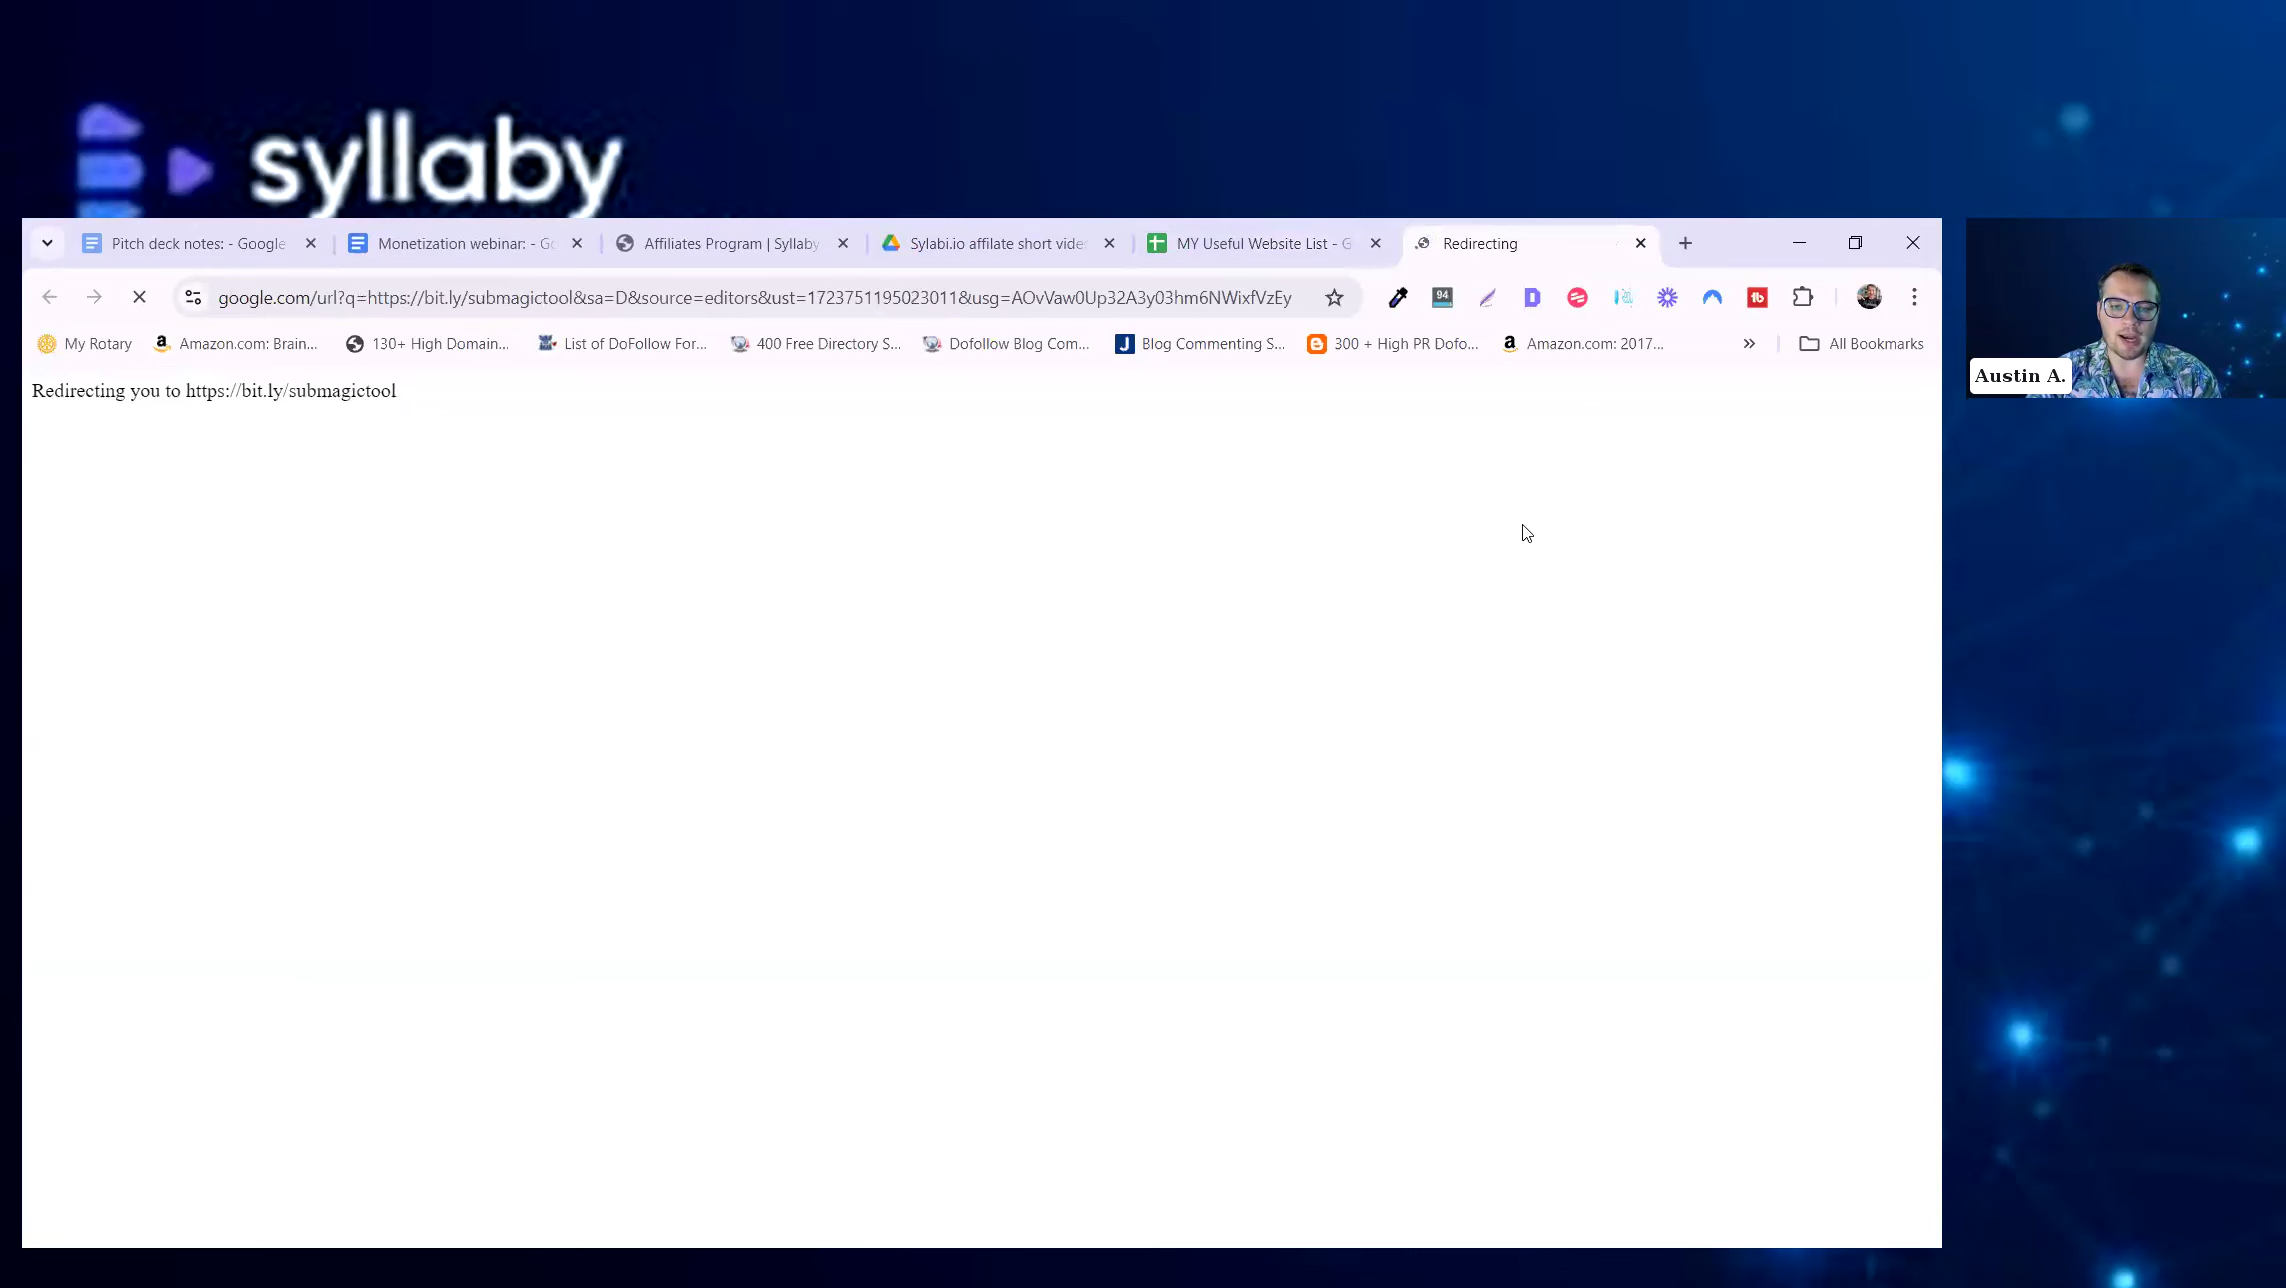 syllaby
Pitch deck notes: - Google
Monetization webinar: - Go
Affiliates Program | Syllaby
Sylabi.io affilate short vide
MY Useful Website List - G
Redirecting
google.com/url?q=https://bit.ly/submagictool&sa=D&source=editors&ust=1723751195023011&usg=AOvVaw0Up32A3y03hm6NWixfVzEy
94
My Rotary
Amazon.com: Brain...
130+ High Domain...
List of DoFollow For...
400 Free Directory S...
Dofollow Blog Com...
Blog Commenting S...
300 + High PR Dofo...
Amazon.com: 2017...
All Bookmarks
Redirecting you to https://bit.ly/submagictool
Austin A.